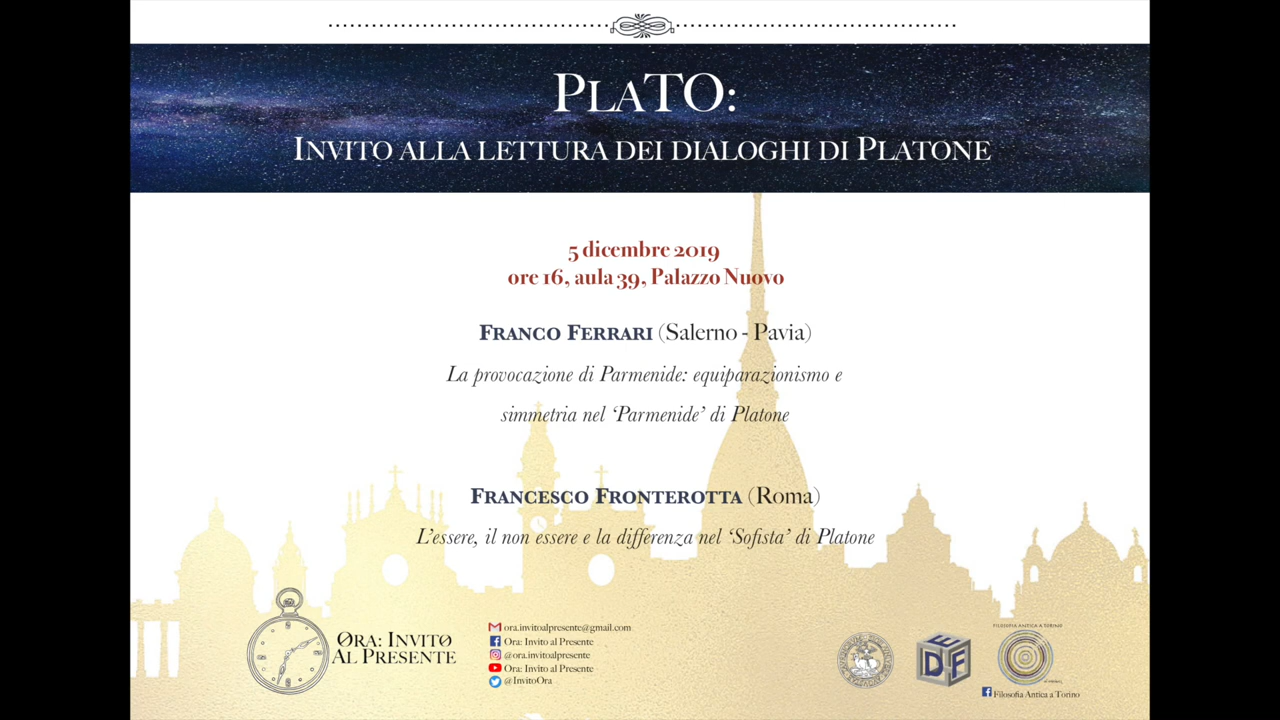 PLATO:
INVITO ALLA LETTURA DEI DIALOGHI DI PLATONE
5 dicembre 2019
ore 16, aula 39, Palazzo Nuovo
FRANCO FERRARI (Salerno - Pavia)
La provocazione di Parmenide: equiparazionismo e
simmetria nel ‘Parmenide’ di Platone
FRANCESCO FRONTEROTTA (Roma)
L’essere, il non essere e la differenza nel ‘Sofista’ di Platone
ØRA: INVITØ
AL PRESENTE
ora.invitoalpresente@gmail.com
Ora: Invito al Presente
@ora.invitoalpresente
Ora: Invito al Presente
@InvitoOra
DEF
FILOSOFIA ANTICA A TORINO
Filosofia Antica a Torino